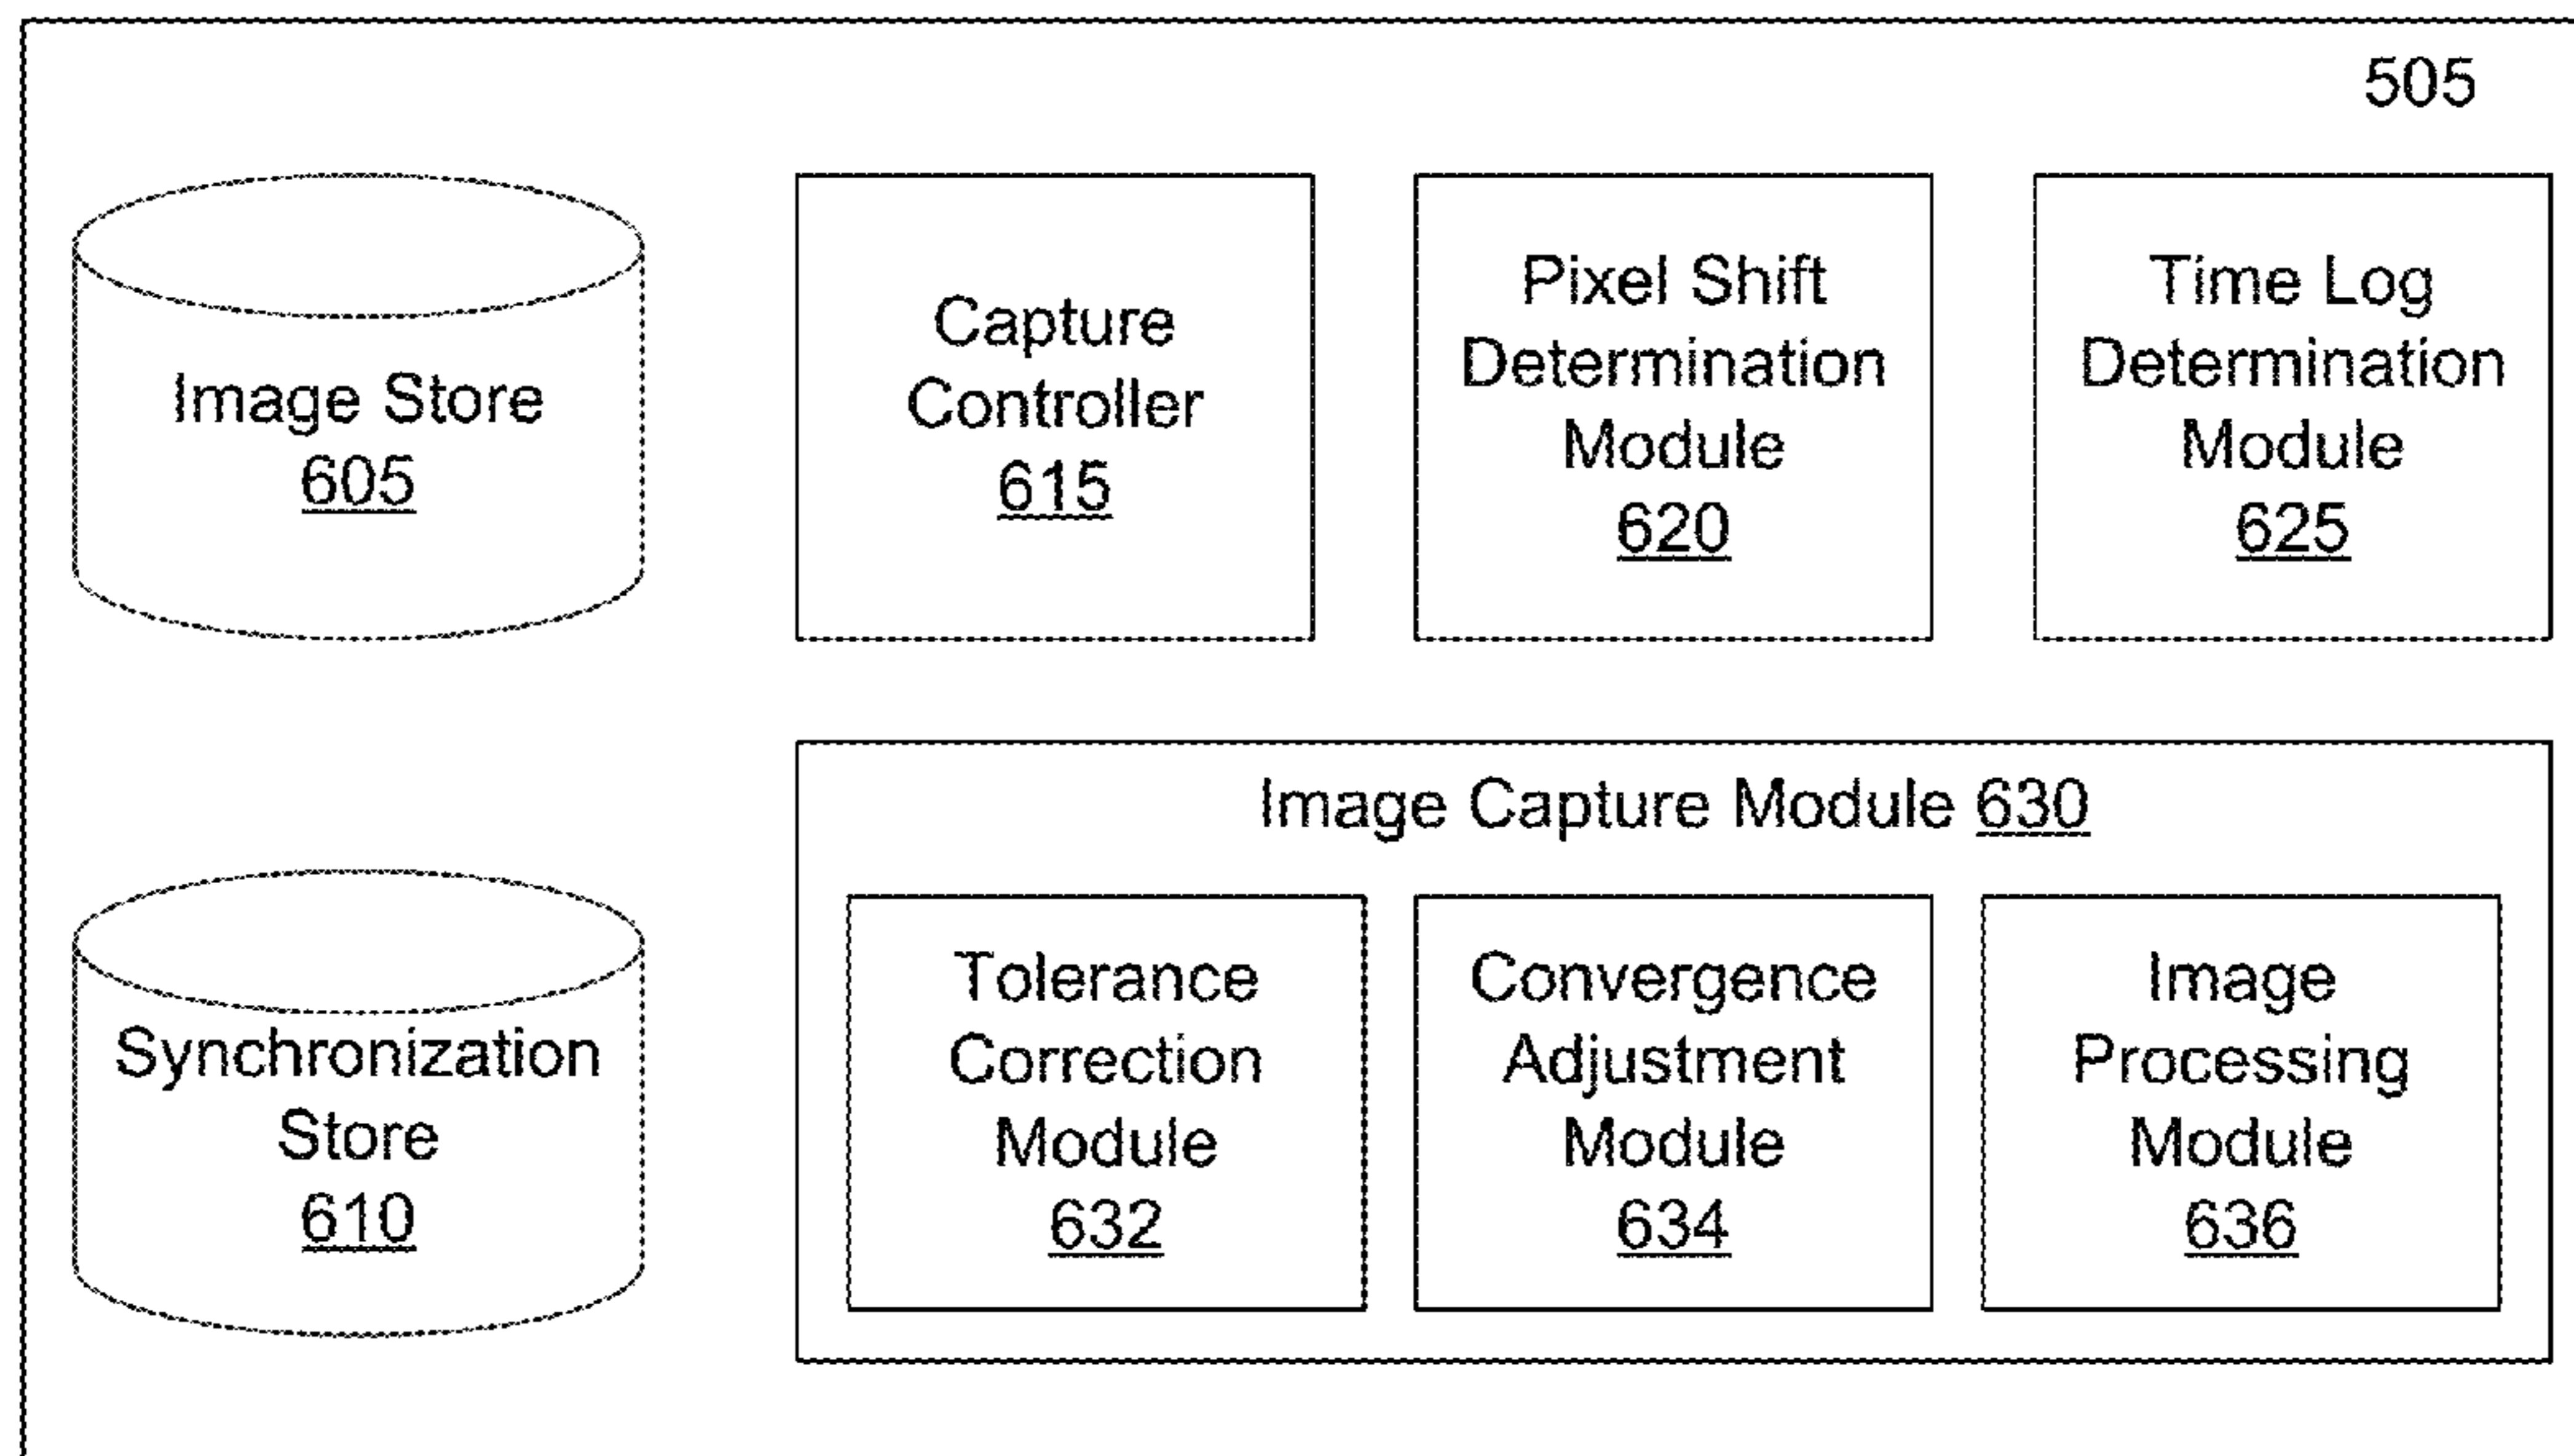 505
Image Store
605
Capture
Controller
615
Pixel Shift
Determination
Module
620
Time Log
Determination
Module
625
Synchronization
Store
610
Image Capture Module 630
Tolerance
Correction
Module
632
Convergence
Adjustment
Module
634
Image
Processing
Module
636